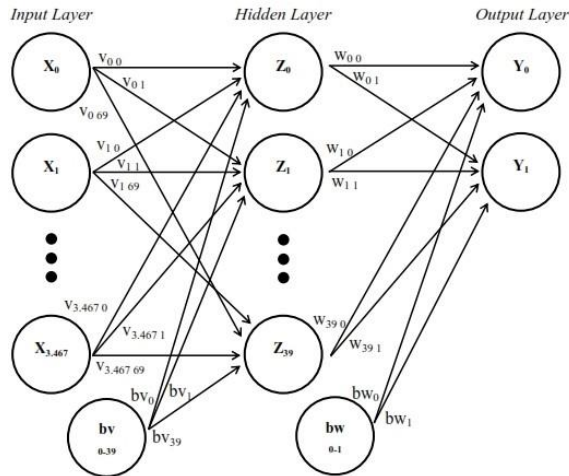 Input Layer Hidden Layer Output Layer
X0 v0 0 Z0 w0 0 Y0
v0 1 w0 1
v0 69
v1 0 w1 0
X1 v1 1 Z1 Y1
v1 69 w1 1
v3.467 0 w39 0
v3.467 1 w39 1
X3.467 Z39
v3.467 69
bv0 bv1 bw0
bv bv39 bw bw1
0-39 0-1